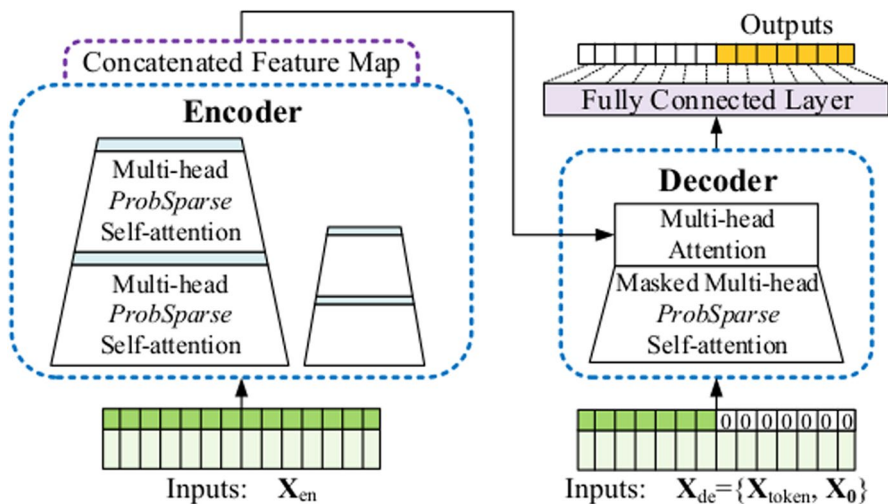 Outputs
Concatenated Feature Map
Fully Connected Layer
Encoder
Decoder
Multi-head
ProbSparse
Self-attention
Multi-head
ProbSparse
Self-attention
Multi-head
Attention
Masked Multi-head
ProbSparse
Self-attention
0 0 0 0 0 0 0
Inputs: Xen
Inputs: Xde={Xtoken, X0}